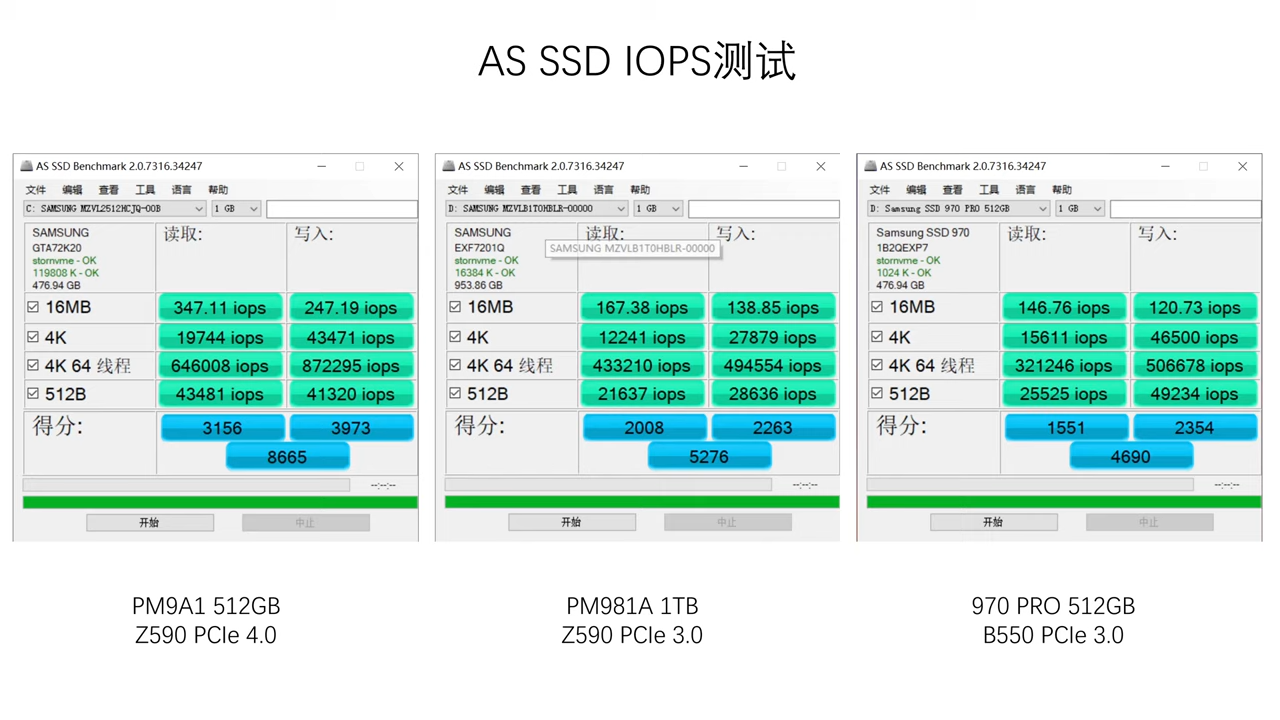 AS SSD IOPS测试
AS SSD Benchmark 2.0.7316.34247
文件 编辑 查看 工具 语言 帮助
C: SAMSUNG MZVL2512HCJQ-00B 1 GB
SAMSUNG
GTA72K20
stornvme - OK
119808 K - OK
476.94 GB
读取: 写入:
16MB 347.11 iops 247.19 iops
4K 19744 iops 43471 iops
4K 64 线程 646008 iops 872295 iops
512B 43481 iops 41320 iops
得分: 3156 3973
8665
--:--:--
开始 中止
AS SSD Benchmark 2.0.7316.34247
文件 编辑 查看 工具 语言 帮助
D: SAMSUNG MZVLB1T0HBLR-00000 1 GB
SAMSUNG
EXF7201Q
stornvme - OK
16384 K - OK
953.86 GB
读取: 写入:
SAMSUNG MZVLB1T0HBLR-00000
16MB 167.38 iops 138.85 iops
4K 12241 iops 27879 iops
4K 64 线程 433210 iops 494554 iops
512B 21637 iops 28636 iops
得分: 2008 2263
5276
--:--:--
开始 中止
AS SSD Benchmark 2.0.7316.34247
文件 编辑 查看 工具 语言 帮助
D: Samsung SSD 970 PRO 512GB 1 GB
Samsung SSD 970
1B2QEXP7
stornvme - OK
1024 K - OK
476.94 GB
读取: 写入:
16MB 146.76 iops 120.73 iops
4K 15611 iops 46500 iops
4K 64 线程 321246 iops 506678 iops
512B 25525 iops 49234 iops
得分: 1551 2354
4690
--:--:--
开始 中止
PM9A1 512GB
Z590 PCIe 4.0
PM981A 1TB
Z590 PCIe 3.0
970 PRO 512GB
B550 PCIe 3.0